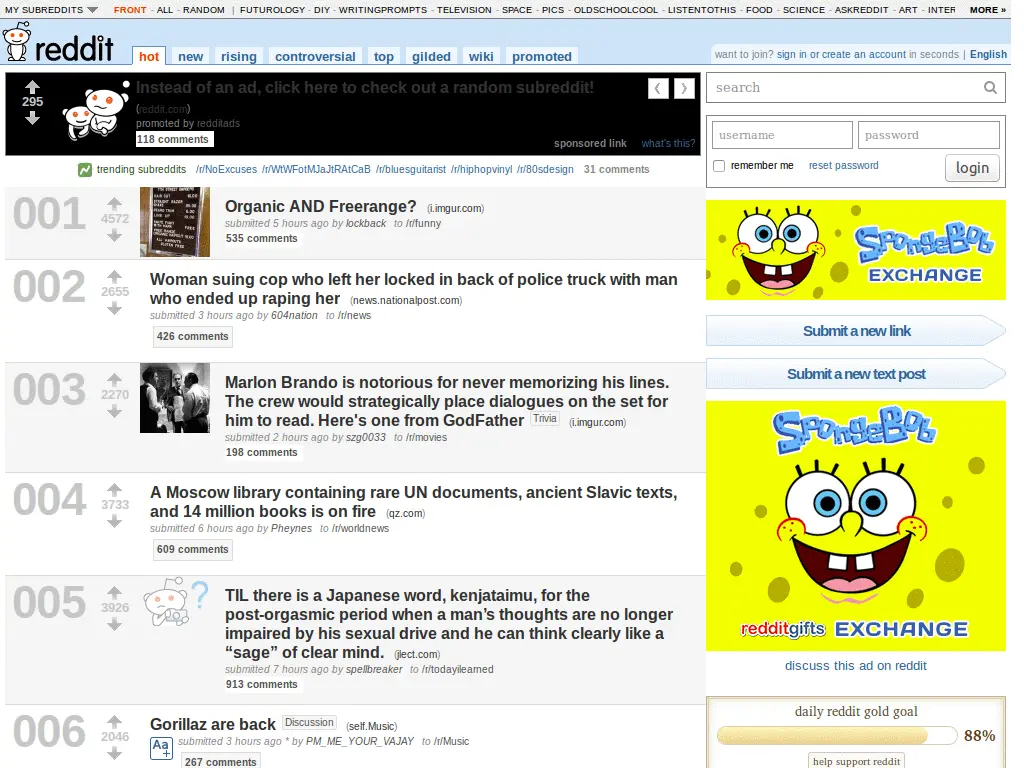 MY SUBREDDITS FRONT - ALL - RANDOM | FUTUROLOGY - DIY - WRITINGPROMPTS - TELEVISION - SPACE - PICS - OLDSCHOOLCOOL - LISTENTOTHIS - FOOD - SCIENCE - ASKREDDIT - ART - INTER MORE »
reddit hot new rising controversial top gilded wiki promoted
want to join? sign in or create an account in seconds | English
295
Instead of an ad, click here to check out a random subreddit!
(reddit.com)
promoted by redditads
118 comments
sponsored link what's this?
trending subreddits /r/NoExcuses /r/WtWFotMJaJtRAtCaB /r/bluesguitarist /r/hiphopvinyl /r/80sdesign 31 comments
001
4572
Organic AND Freerange? (i.imgur.com)
submitted 5 hours ago by lockback to /r/funny
535 comments
002
2655
Woman suing cop who left her locked in back of police truck with man
who ended up raping her (news.nationalpost.com)
submitted 3 hours ago by 604nation to /r/news
426 comments
003
2270
Marlon Brando is notorious for never memorizing his lines.
The crew would strategically place dialogues on the set for
him to read. Here's one from GodFather Trivia (i.imgur.com)
submitted 2 hours ago by szg0033 to /r/movies
198 comments
004
3733
A Moscow library containing rare UN documents, ancient Slavic texts,
and 14 million books is on fire (qz.com)
submitted 6 hours ago by Pheynes to /r/worldnews
609 comments
005
3926
TIL there is a Japanese word, kenjataimu, for the
post-orgasmic period when a man’s thoughts are no longer
impaired by his sexual drive and he can think clearly like a
“sage” of clear mind. (jlect.com)
submitted 7 hours ago by spellbreaker to /r/todayilearned
913 comments
006
2046
Gorillaz are back Discussion (self.Music)
Aa+
submitted 3 hours ago * by PM_ME_YOUR_VAJAY to /r/Music
267 comments
search
username password
remember me reset password login
SPONGEBOB
EXCHANGE
Submit a new link
Submit a new text post
SPONGEBOB
redditgifts EXCHANGE
discuss this ad on reddit
daily reddit gold goal
88%
help support reddit